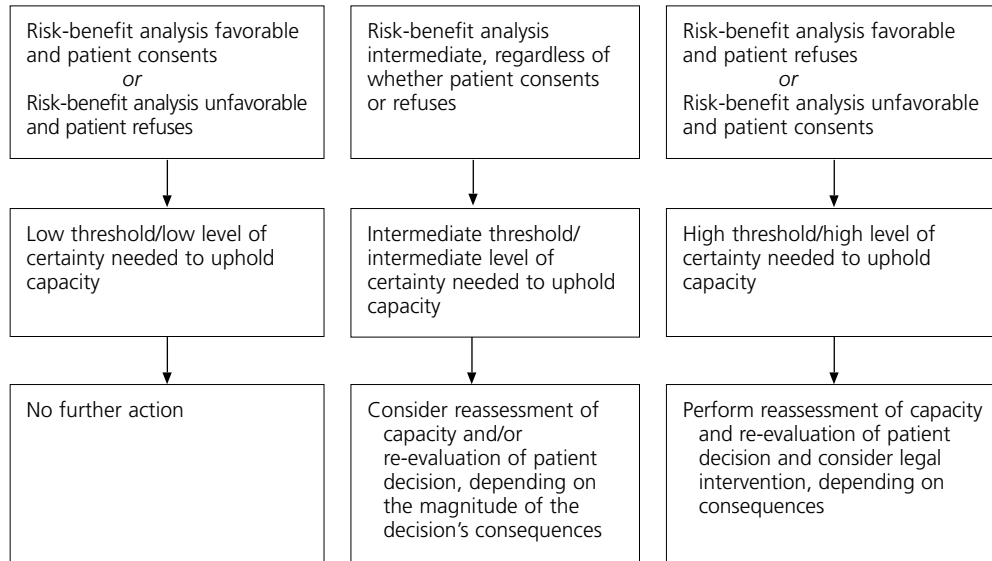 Risk-benefit analysis favorable
and patient consents
or
Risk-benefit analysis unfavorable
and patient refuses
Risk-benefit analysis
intermediate, regardless of
whether patient consents
or refuses
Risk-benefit analysis favorable
and patient refuses
or
Risk-benefit analysis unfavorable
and patient consents
Low threshold/low level of
certainty needed to uphold
capacity
Intermediate threshold/
intermediate level of
certainty needed to uphold
capacity
High threshold/high level of
certainty needed to uphold
capacity
No further action
Consider reassessment of
capacity and/or
re-evaluation of patient
decision, depending on
the magnitude of the
decision’s consequences
Perform reassessment of capacity
and re-evaluation of patient
decision and consider legal
intervention, depending on
consequences